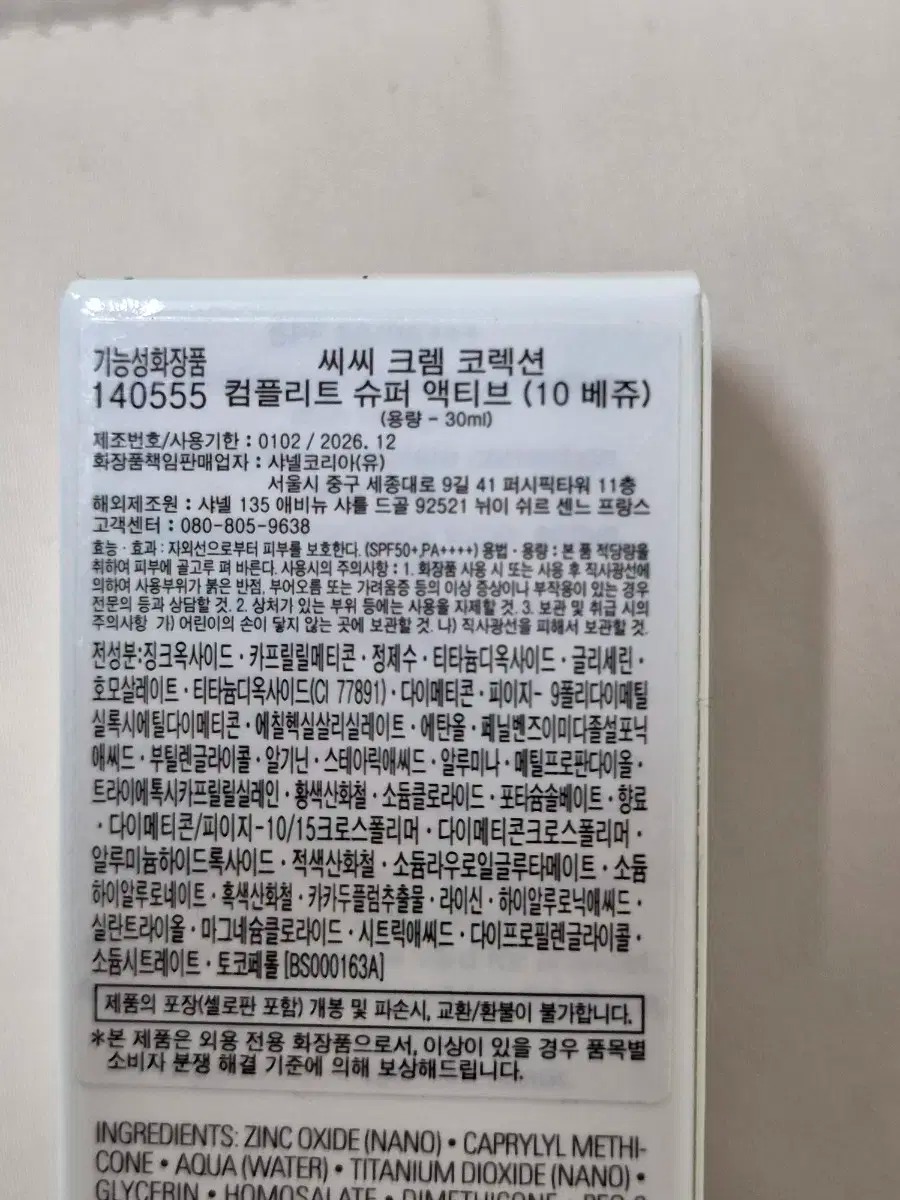 기능성화장품 씨씨 크렘 코렉션
140555 컴플리트 슈퍼 액티브 (10 베쥬)
(용량 - 30ml)
제조번호/사용기한 : 0102 / 2026. 12
화장품책임판매업자 : 샤넬코리아(유)
서울시 중구 세종대로 9길 41 퍼시픽타워 11층
해외제조원 : 샤넬 135 애비뉴 샤를 드골 92521 뉘이 쉬르 센느 프랑스
고객센터 : 080-805-9638
효능 · 효과 : 자외선으로부터 피부를 보호한다. (SPF50+,PA++++) 용법 · 용량 : 본 품 적당량을
취하여 피부에 골고루 펴 바른다. 사용시의 주의사항 : 1. 화장품 사용 시 또는 사용 후 직사광선에
의하여 사용부위가 붉은 반점, 부어오름 또는 가려움증 등의 이상 증상이나 부작용이 있는 경우
전문의 등과 상담할 것. 2. 상처가 있는 부위 등에는 사용을 자제할 것. 3. 보관 및 취급 시의
주의사항 가) 어린이의 손이 닿지 않는 곳에 보관할 것. 나) 직사광선을 피해서 보관할 것.
전성분:징크옥사이드 · 카프릴릴메티콘 · 정제수 · 티타늄디옥사이드 · 글리세린 ·
호모살레이트 · 티타늄디옥사이드(CI 77891) · 다이메티콘 · 피이지- 9폴리다이메틸
실록시에틸다이메티콘 · 에칠헥실살리실레이트 · 에탄올 · 페닐벤즈이미다졸설포닉
애씨드 · 부틸렌글라이콜 · 알기닌 · 스테아릭애씨드 · 알루미나 · 메틸프로판다이올 ·
트라이에톡시카프릴릴실레인 · 황색산화철 · 소듐클로라이드 · 포타슘솔베이트 · 향료
· 다이메티콘/피이지-10/15크로스폴리머 · 다이메티콘크로스폴리머 ·
알루미늄하이드록사이드 · 적색산화철 · 소듐라우로일글루타메이트 · 소듐
하이알루로네이트 · 흑색산화철 · 카카두플럼추출물 · 라이신 · 하이알루로닉애씨드 ·
실란트라이올 · 마그네슘클로라이드 · 시트릭애씨드 · 다이프로필렌글라이콜 ·
소듐시트레이트 · 토코페롤 [BS000163A]
제품의 포장(셀로판 포함) 개봉 및 파손시, 교환/환불이 불가합니다.
*본 제품은 외용 전용 화장품으로서, 이상이 있을 경우 품목별
소비자 분쟁 해결 기준에 의해 보상해드립니다.
INGREDIENTS: ZINC OXIDE (NANO) • CAPRYLYL METHI-
CONE • AQUA (WATER) • TITANIUM DIOXIDE (NANO) •
GLYCERIN • HOMOSALATE • DIMETHICONE • PEG-9